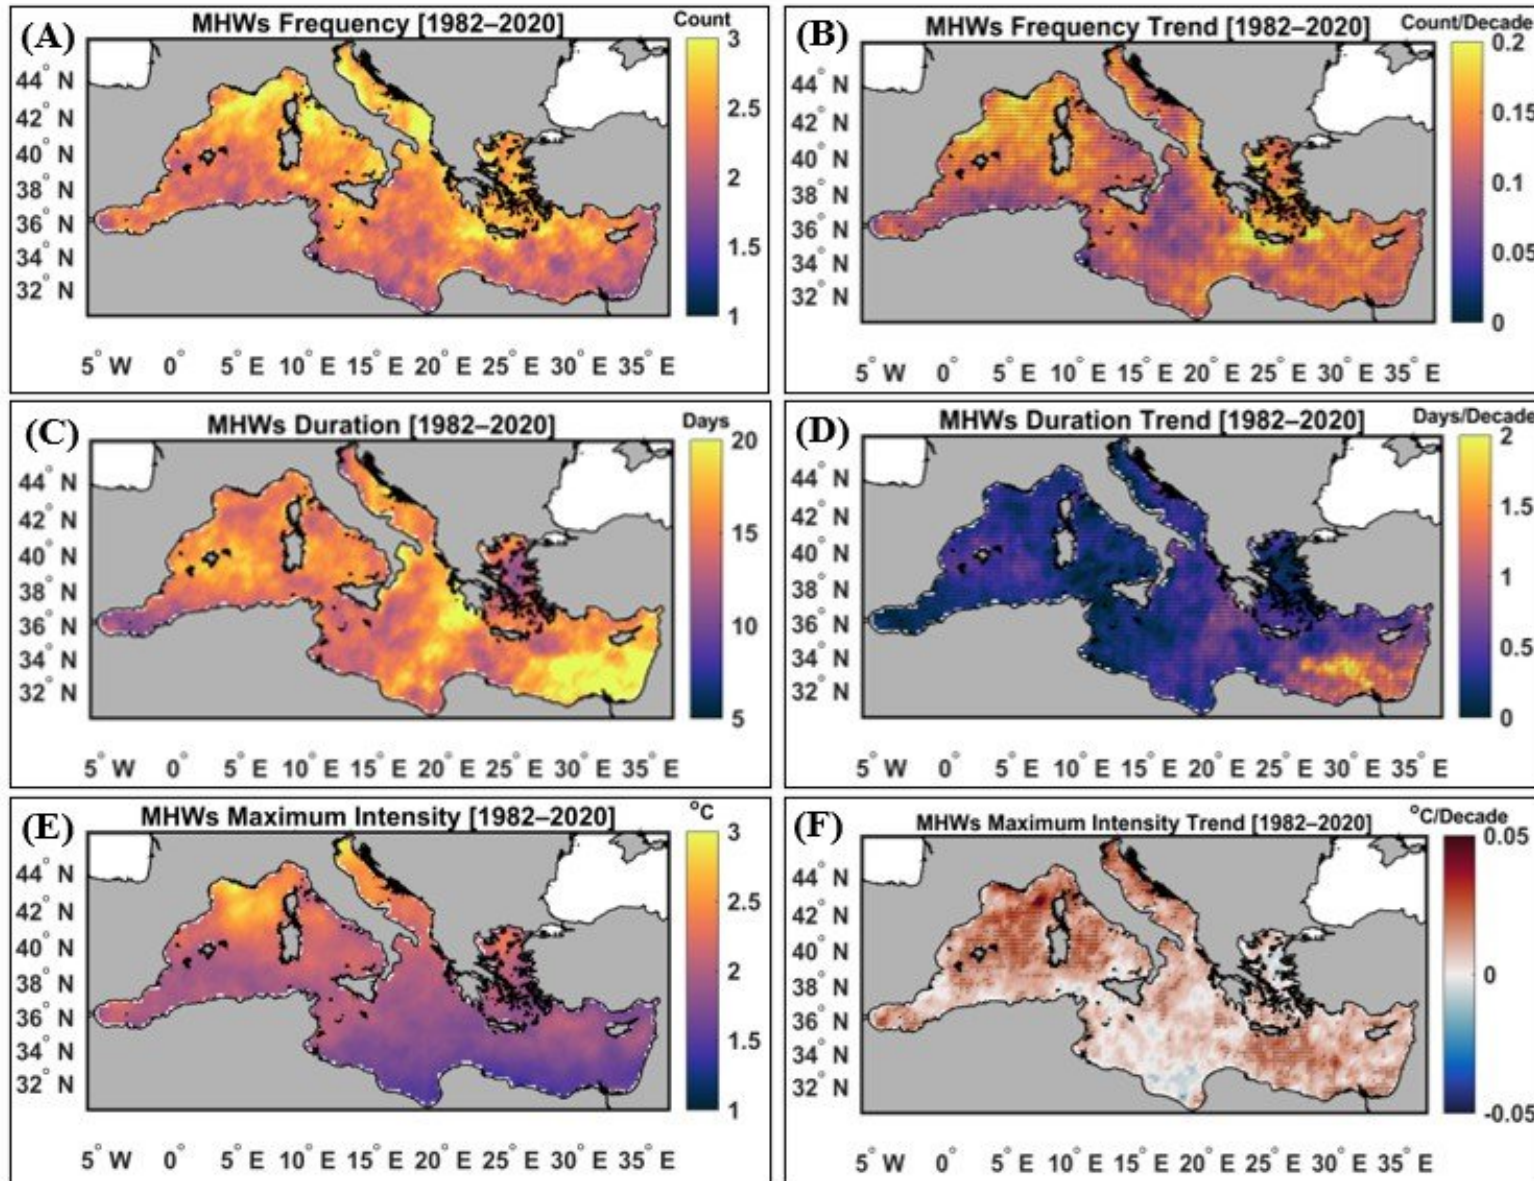 (A) MHWs Frequency [1982–2020] Count
44° N
42° N
40° N
38° N
36° N
34° N
32° N
5° W 0° 5° E 10° E 15° E 20° E 25° E 30° E 35° E
3
2.5
2
1.5
1
(B) MHWs Frequency Trend [1982–2020] Count/Decade
44° N
42° N
40° N
38° N
36° N
34° N
32° N
5° W 0° 5° E 10° E 15° E 20° E 25° E 30° E 35° E
0.2
0.15
0.1
0.05
0
(C) MHWs Duration [1982–2020] Days
44° N
42° N
40° N
38° N
36° N
34° N
32° N
5° W 0° 5° E 10° E 15° E 20° E 25° E 30° E 35° E
20
15
10
5
(D) MHWs Duration Trend [1982–2020] Days/Decade
44° N
42° N
40° N
38° N
36° N
34° N
32° N
5° W 0° 5° E 10° E 15° E 20° E 25° E 30° E 35° E
2
1.5
1
0.5
0
(E) MHWs Maximum Intensity [1982–2020] °C
44° N
42° N
40° N
38° N
36° N
34° N
32° N
5° W 0° 5° E 10° E 15° E 20° E 25° E 30° E 35° E
3
2.5
2
1.5
1
(F) MHWs Maximum Intensity Trend [1982–2020] °C/Decade
44° N
42° N
40° N
38° N
36° N
34° N
32° N
5° W 0° 5° E 10° E 15° E 20° E 25° E 30° E 35° E
0.05
0
-0.05